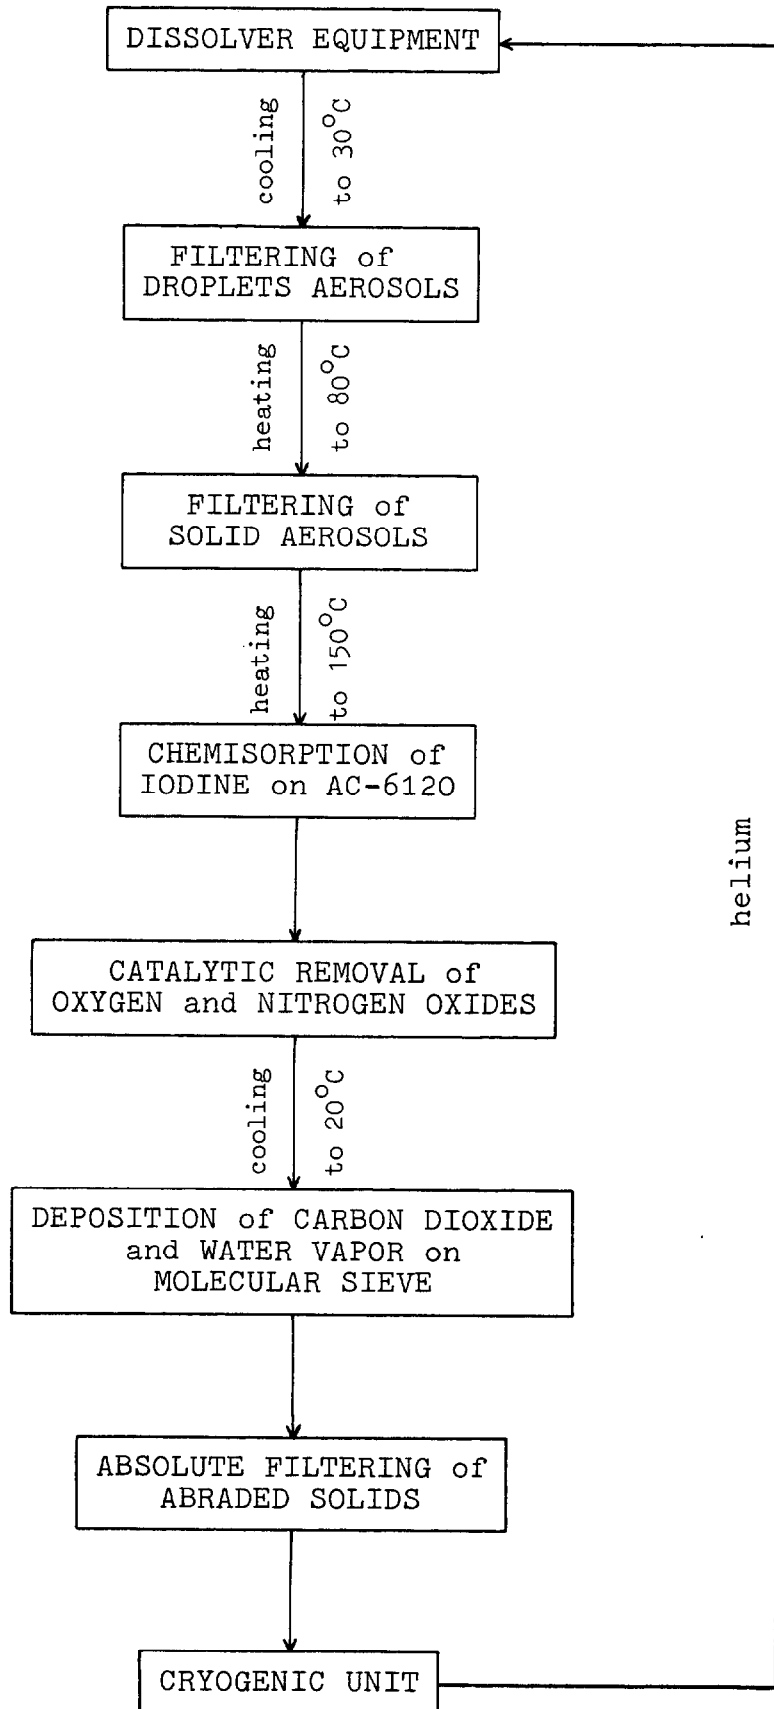 DISSOLVER EQUIPMENT
cooling
to 30°C
FILTERING of
DROPLETS AEROSOLS
heating
to 80°C
FILTERING of
SOLID AEROSOLS
heating
to 150°C
CHEMISORPTION of
IODINE on AC-6120
helium
CATALYTIC REMOVAL of
OXYGEN and NITROGEN OXIDES
cooling
to 20°C
DEPOSITION of CARBON DIOXIDE
and WATER VAPOR on
MOLECULAR SIEVE
ABSOLUTE FILTERING of
ABRADED SOLIDS
CRYOGENIC UNIT